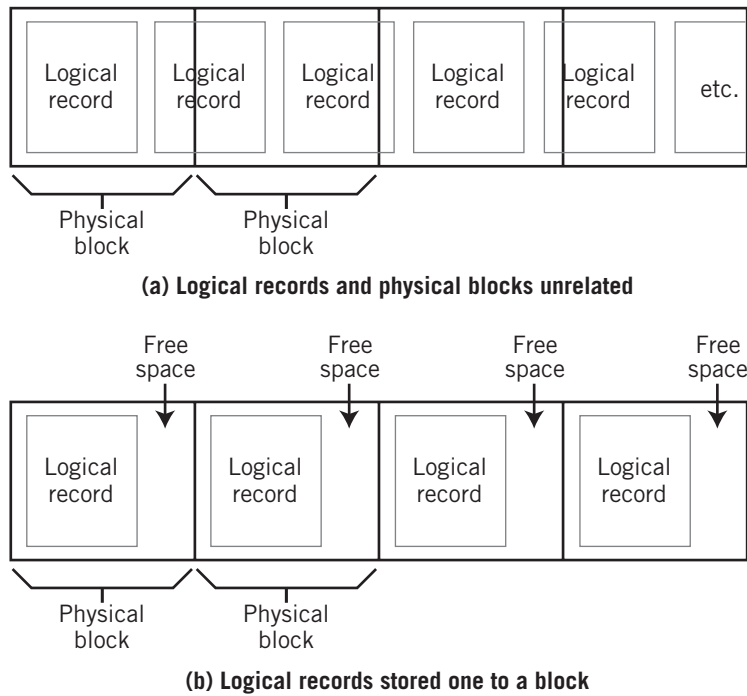 Logical record
Logical record
Logical record
Logical record
Logical record
etc.
Physical block
Physical block
(a) Logical records and physical blocks unrelated
Free space
Free space
Free space
Free space
Logical record
Logical record
Logical record
Logical record
Physical block
Physical block
(b) Logical records stored one to a block